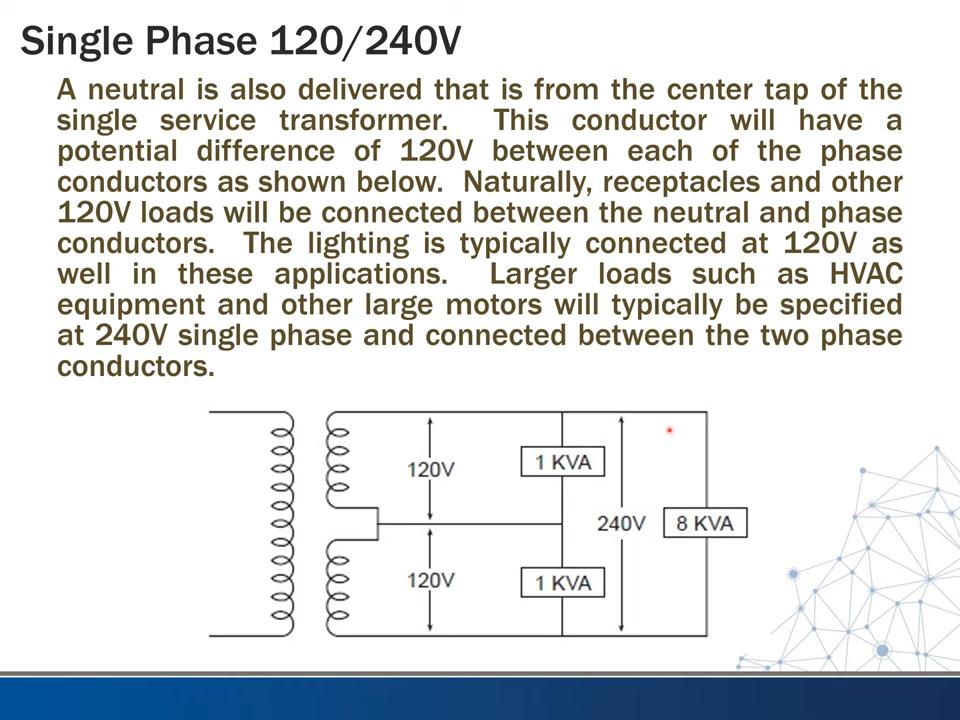 Single Phase 120/240V
A neutral is also delivered that is from the center tap of the
single service transformer. This conductor will have a
potential difference of 120V between each of the phase
conductors as shown below. Naturally, receptacles and other
120V loads will be connected between the neutral and phase
conductors. The lighting is typically connected at 120V as
well in these applications. Larger loads such as HVAC
equipment and other large motors will typically be specified
at 240V single phase and connected between the two phase
conductors.
120V
1 KVA
240V
8 KVA
120V
1 KVA